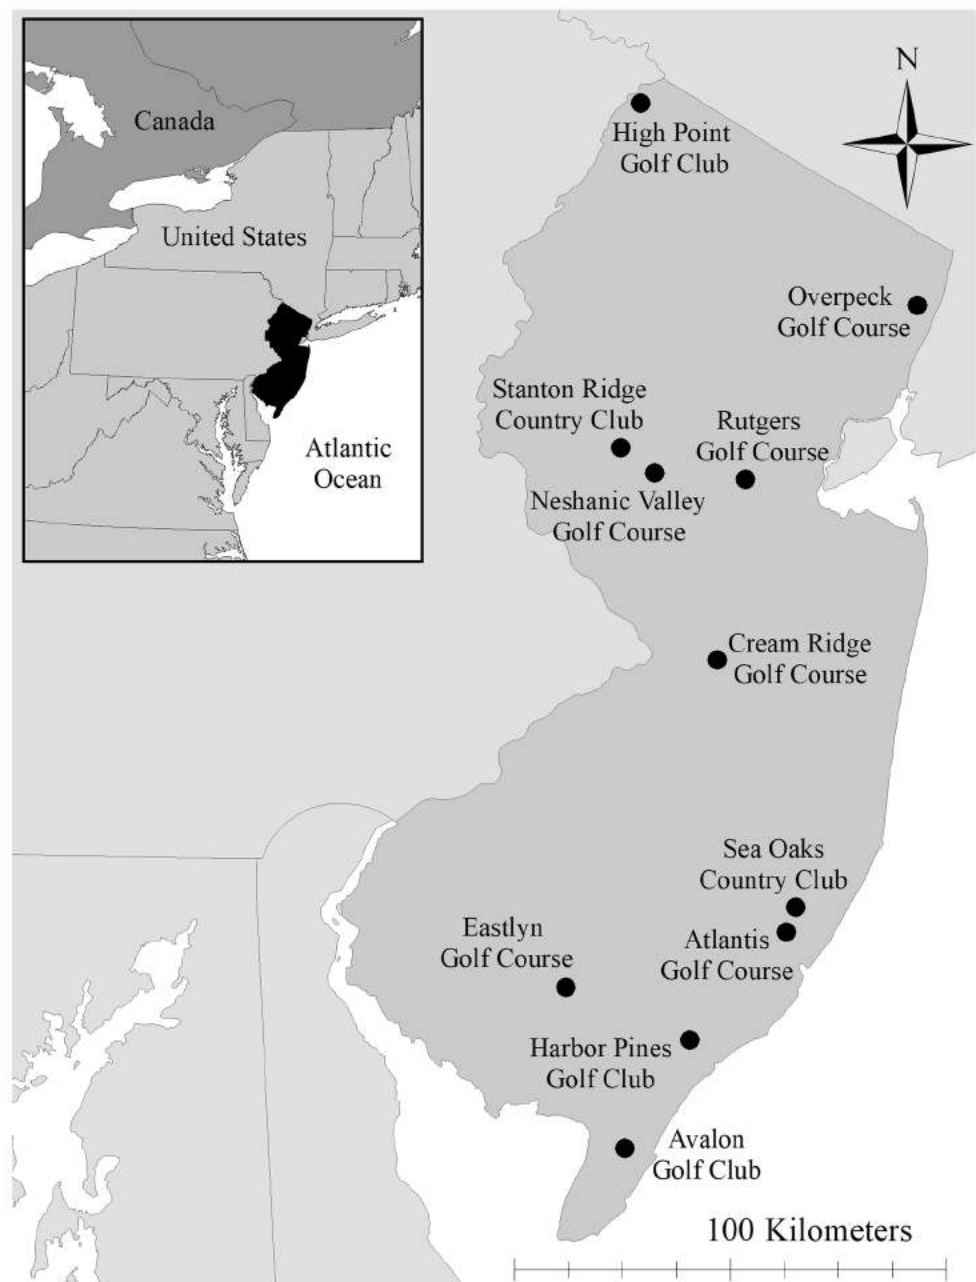 Canada
United States
Atlantic
Ocean
N
High Point
Golf Club
Overpeck
Golf Course
Stanton Ridge
Country Club
Rutgers
Golf Course
Neshanic Valley
Golf Course
Cream Ridge
Golf Course
Sea Oaks
Country Club
Eastlyn
Golf Course
Atlantis
Golf Course
Harbor Pines
Golf Club
Avalon
Golf Club
100 Kilometers